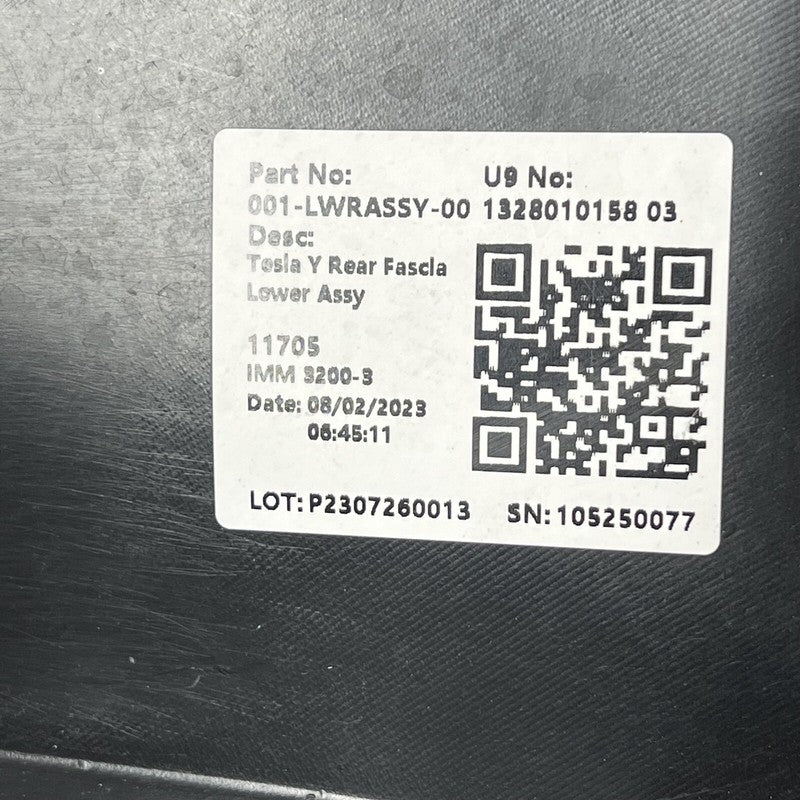 Part No: U9 No:
001-LWRASSY-00 1328010158 03
Desc:
Tesla Y Rear Fascia
Lower Assy
11705
IMM 3200-3
Date: 08/02/2023
06:45:11
LOT: P2307260013 SN: 105250077